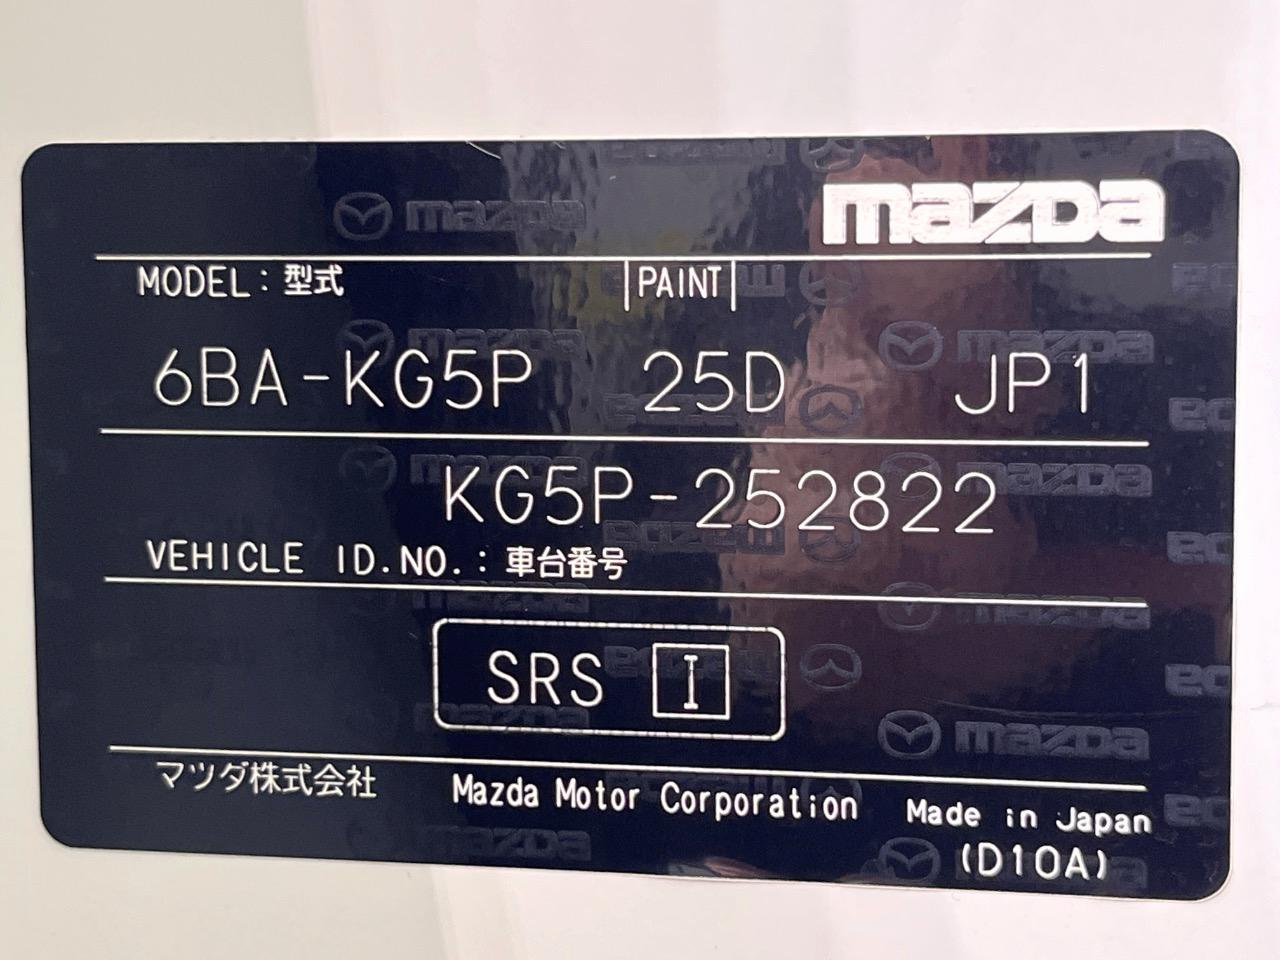 mazda
MODEL : 型式 PAINT
6BA-KG5P 25D JP1
KG5P-252822
VEHICLE ID.NO. : 車台番号
SRS I
マツダ株式会社 Mazda Motor Corporation Made in Japan
(D10A)